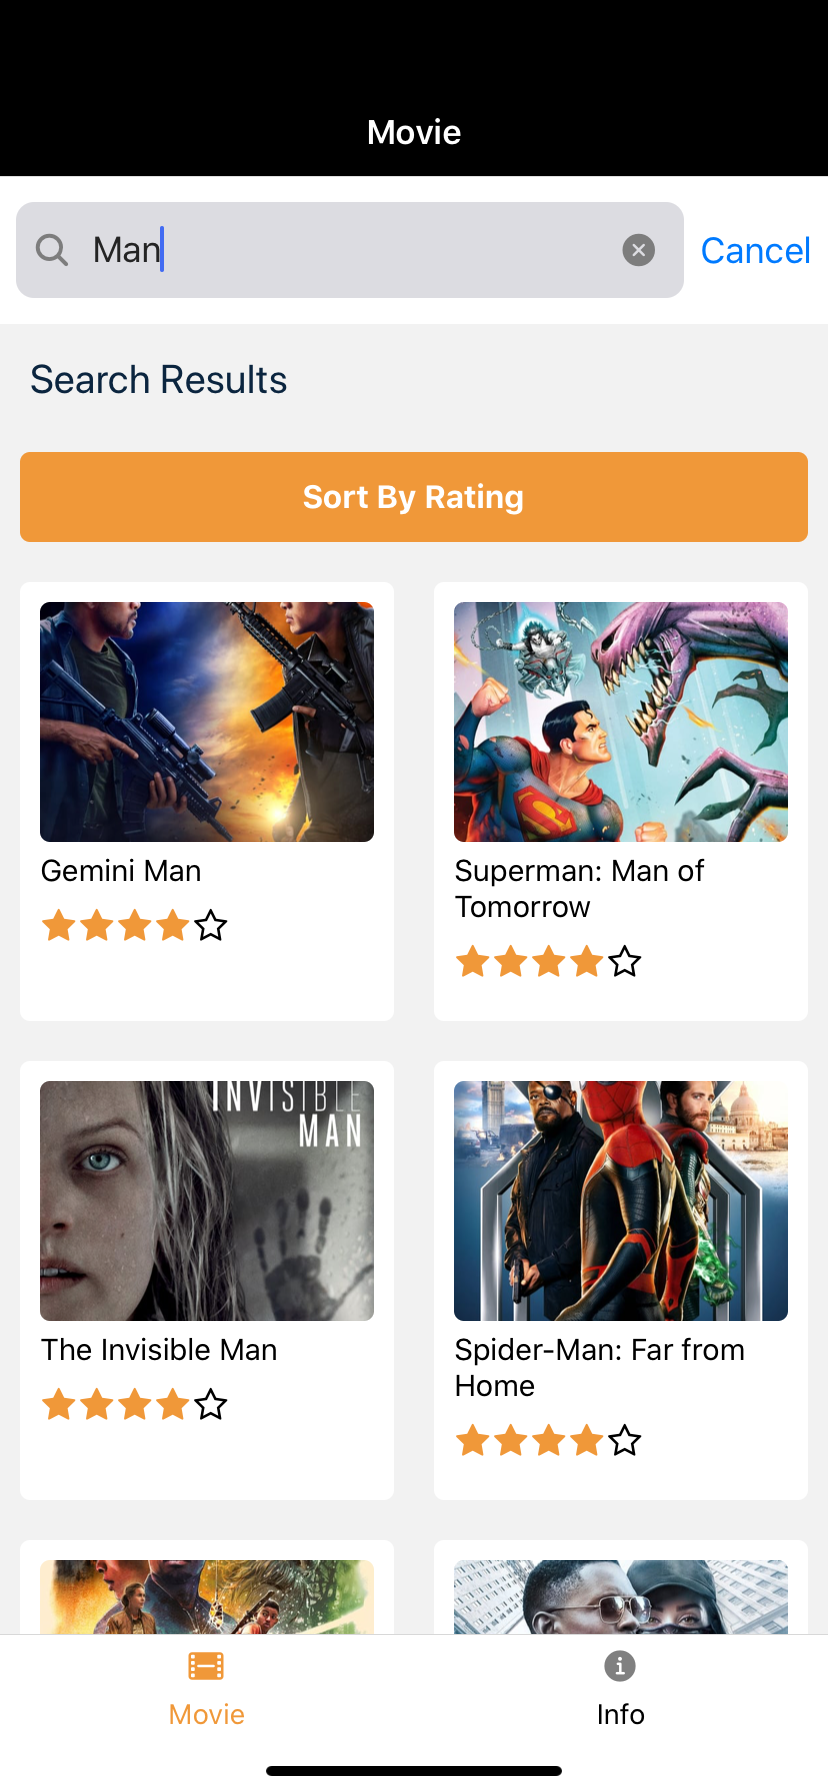 Movie
Man
Cancel
Search Results
Sort By Rating
Gemini Man
Superman: Man of
Tomorrow
INVISIBLE
MAN
The Invisible Man
Spider-Man: Far from
Home
Movie
Info